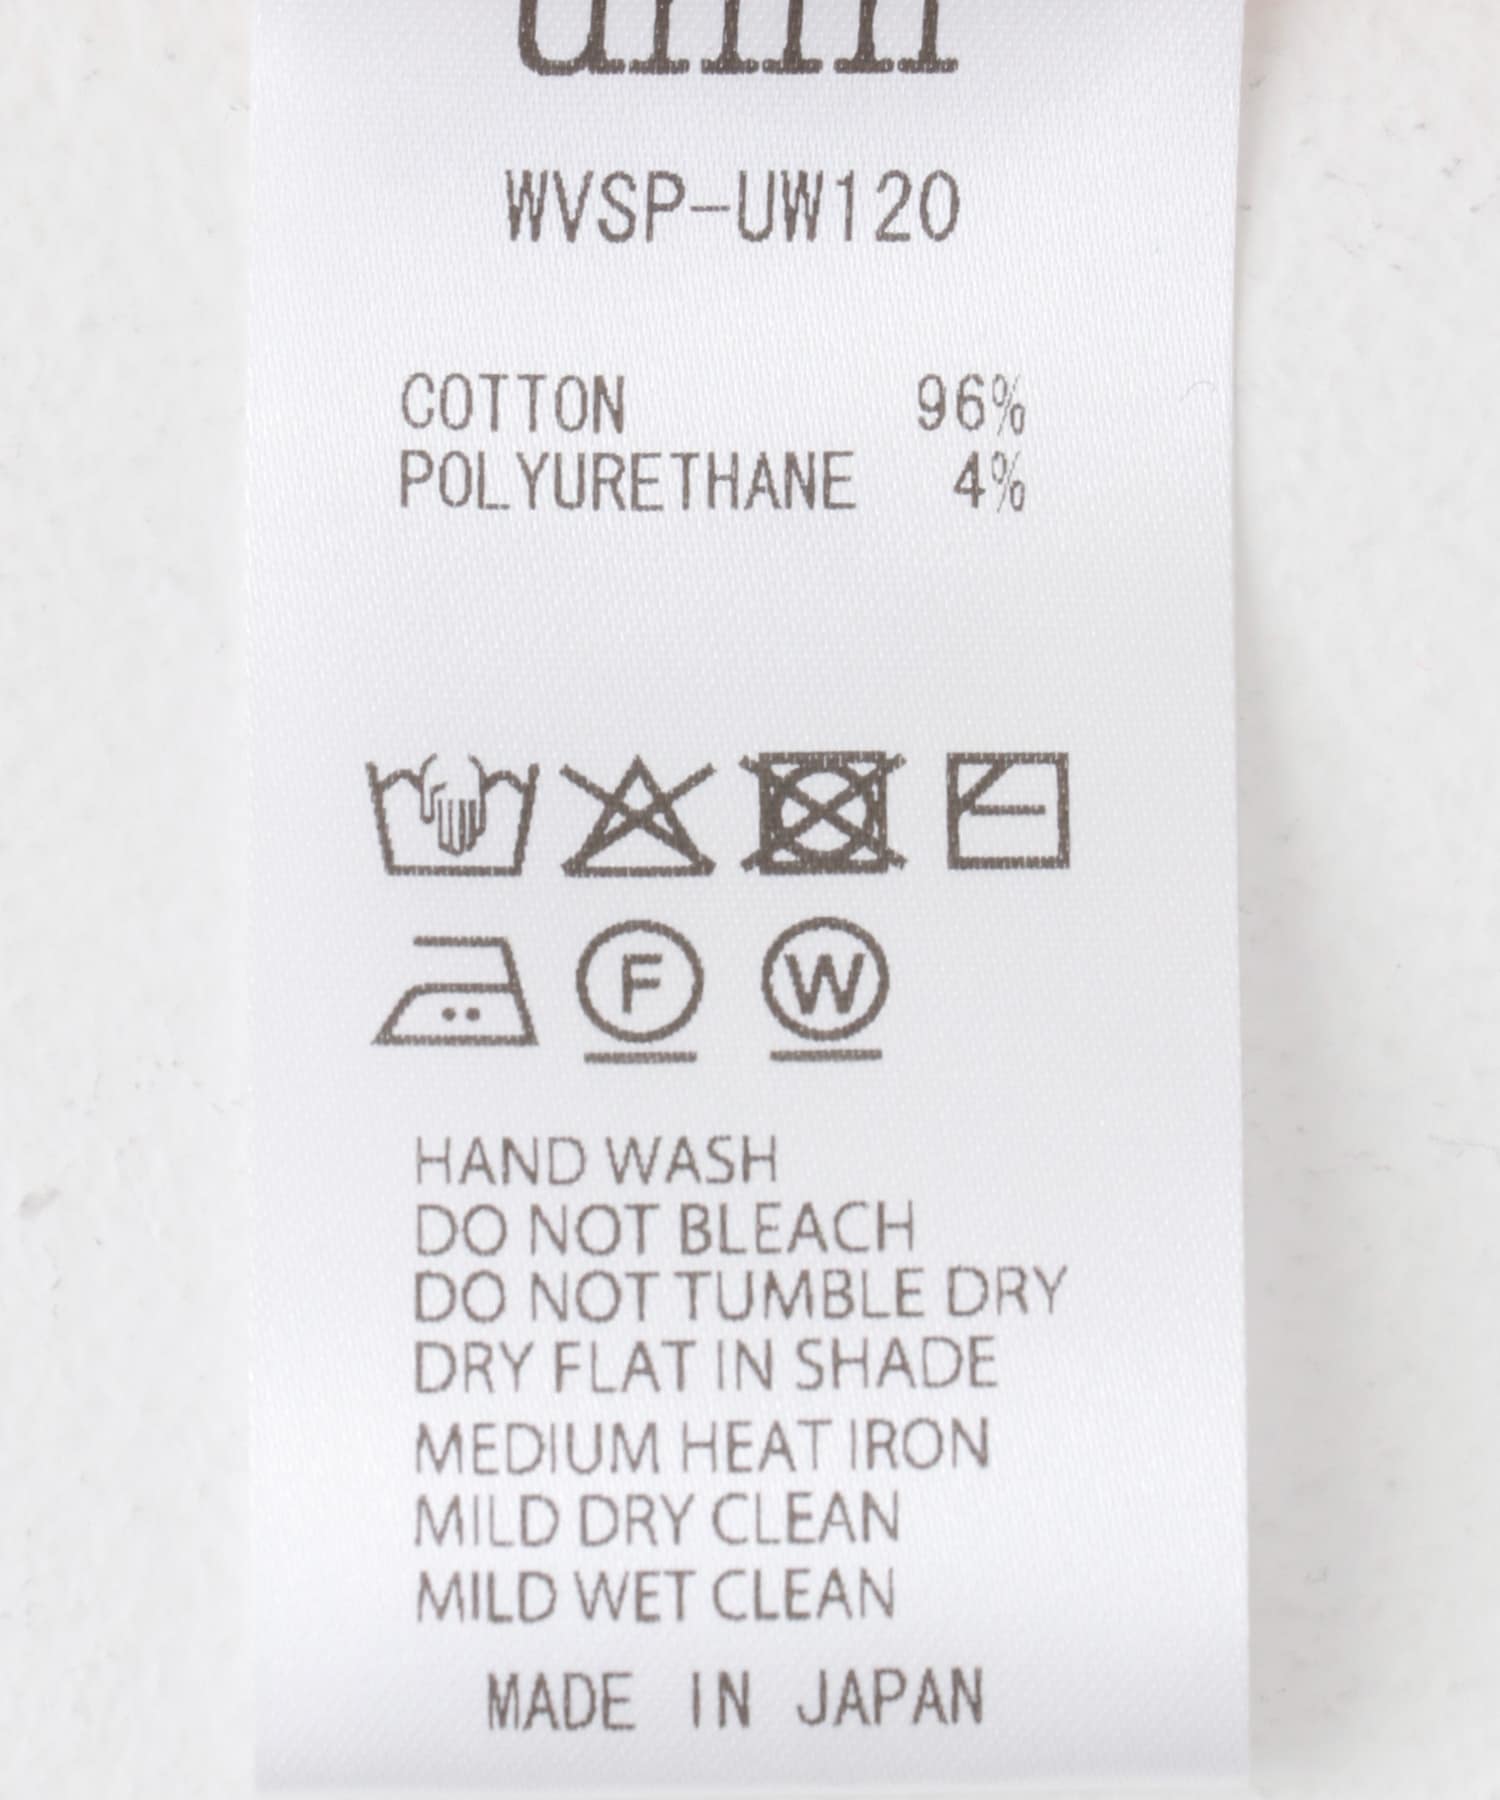 WVSP-UW120
COTTON 96%
POLYURETHANE 4%
F W
HAND WASH
DO NOT BLEACH
DO NOT TUMBLE DRY
DRY FLAT IN SHADE
MEDIUM HEAT IRON
MILD DRY CLEAN
MILD WET CLEAN
MADE IN JAPAN